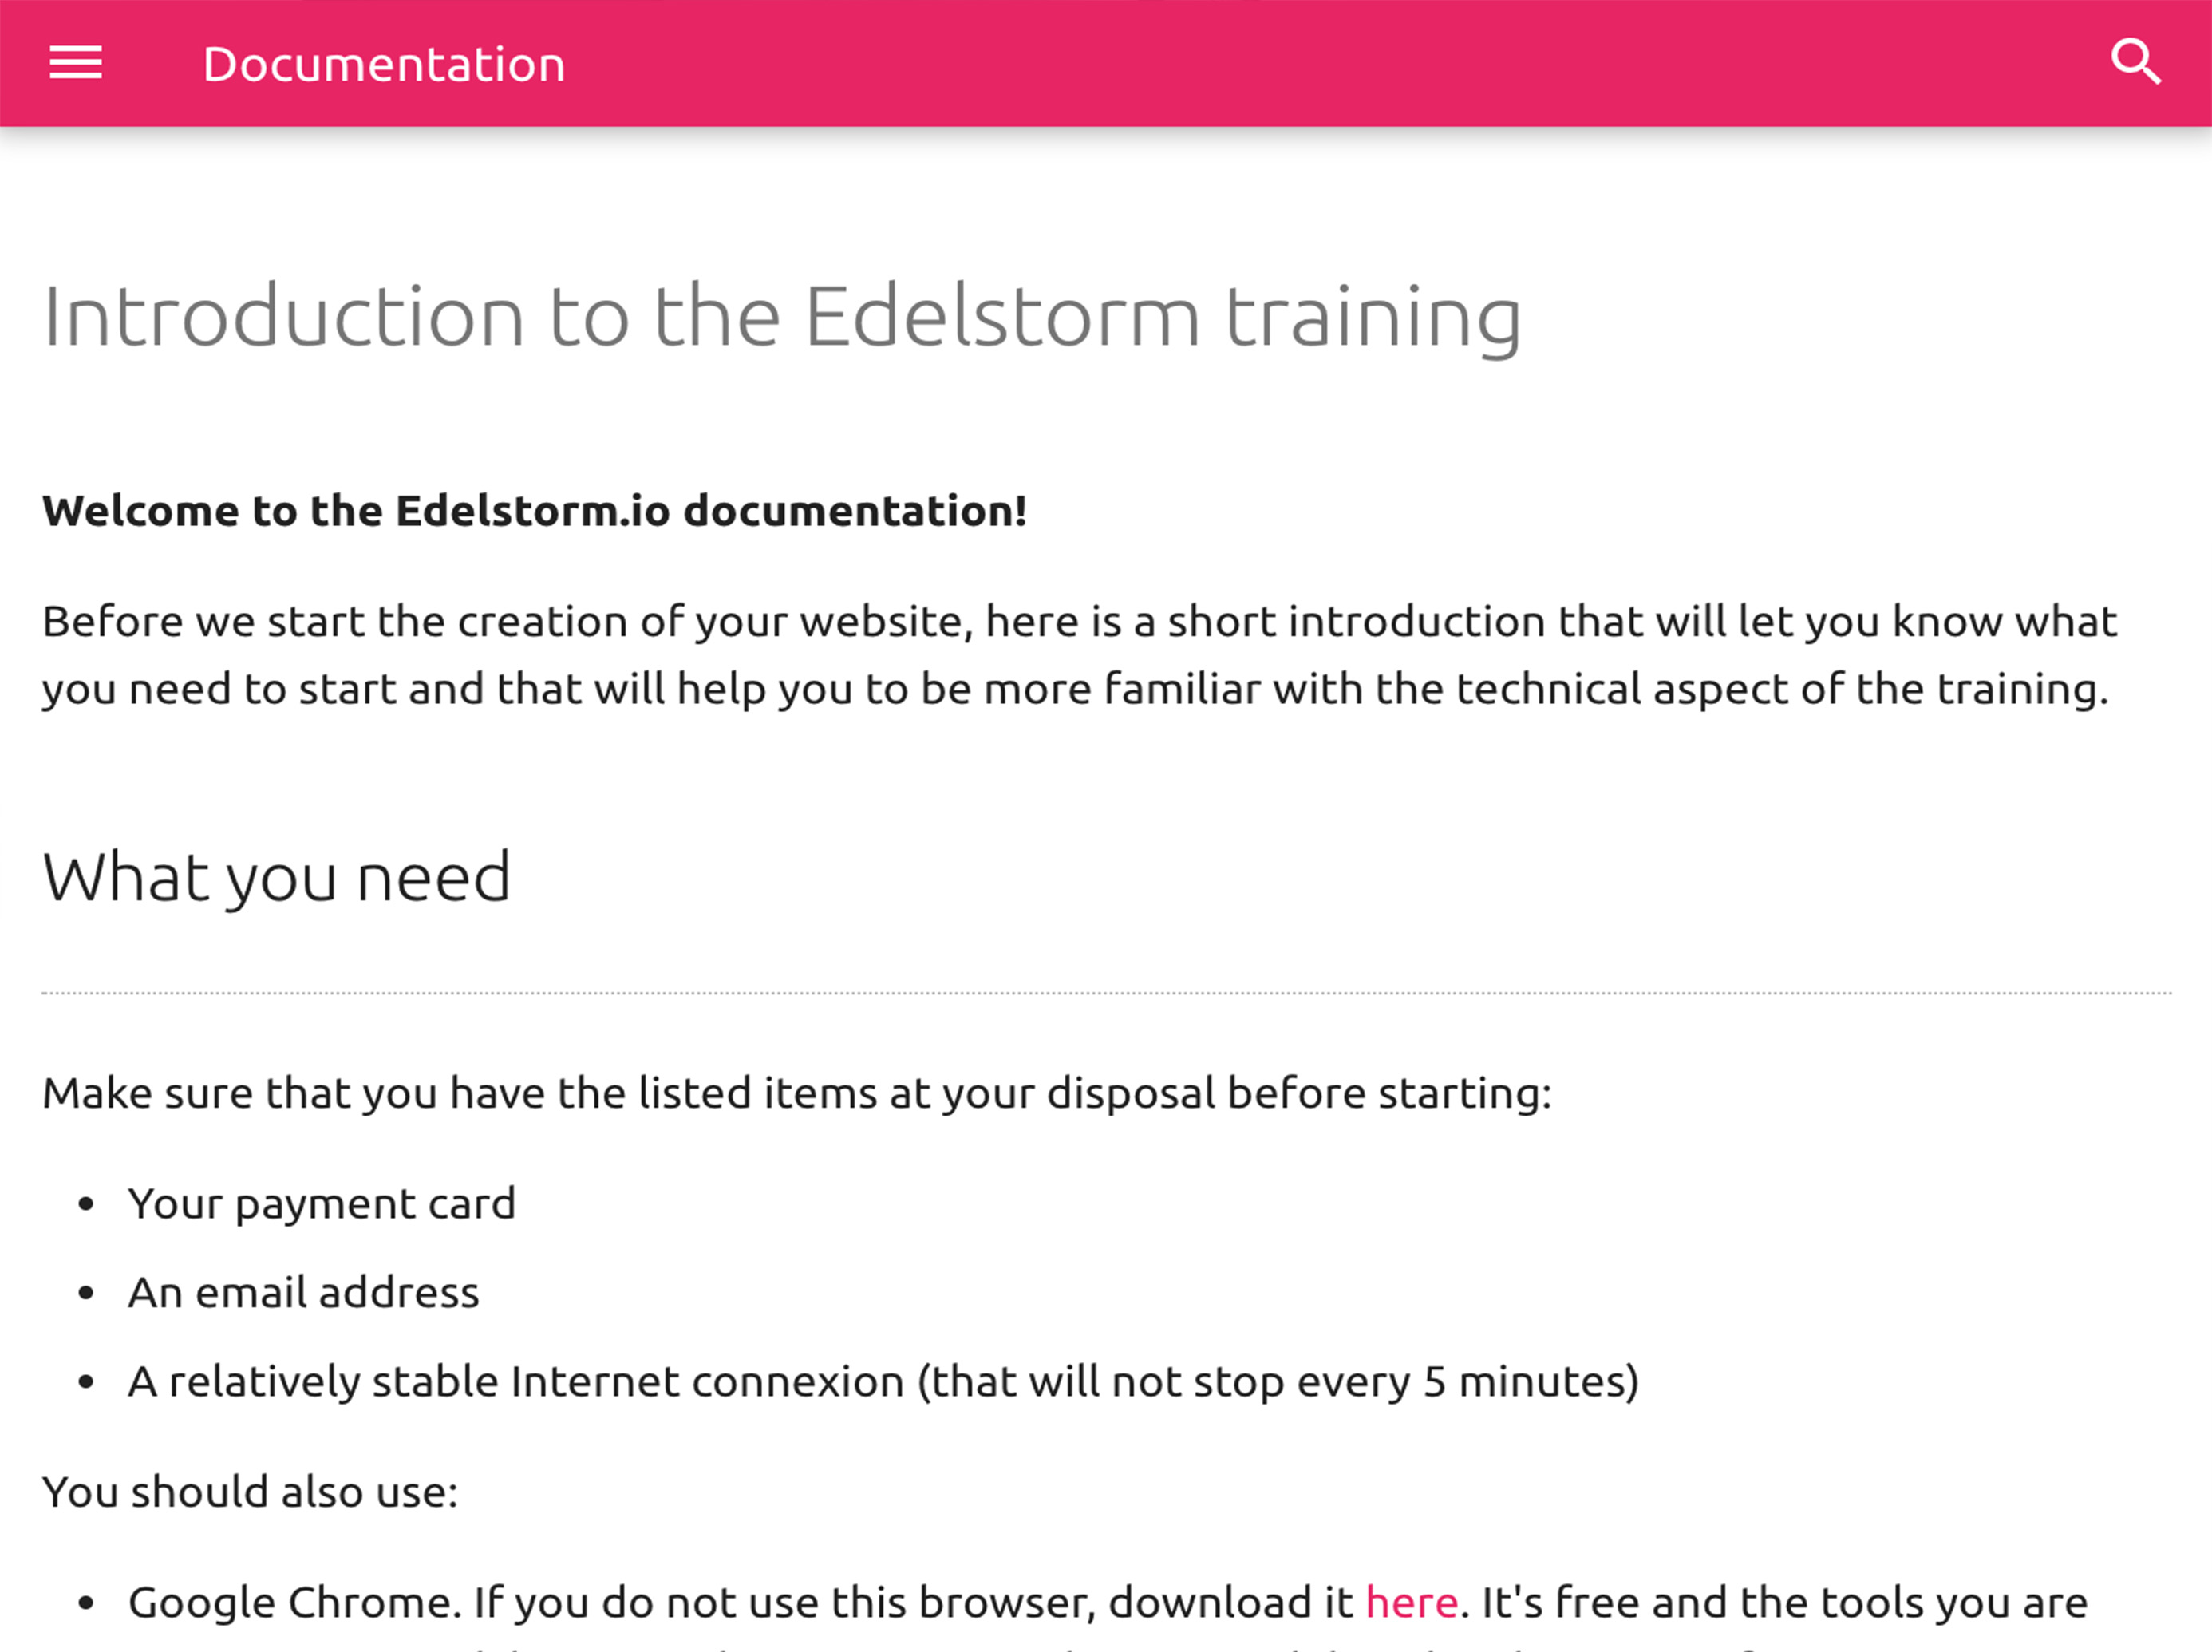 Documentation
Introduction to the Edelstorm training
Welcome to the Edelstorm.io documentation!
Before we start the creation of your website, here is a short introduction that will let you know what
you need to start and that will help you to be more familiar with the technical aspect of the training.
What you need
Make sure that you have the listed items at your disposal before starting:
• Your payment card
• An email address
• A relatively stable Internet connexion (that will not stop every 5 minutes)
You should also use:
• Google Chrome. If you do not use this browser, download it here. It's free and the tools you are